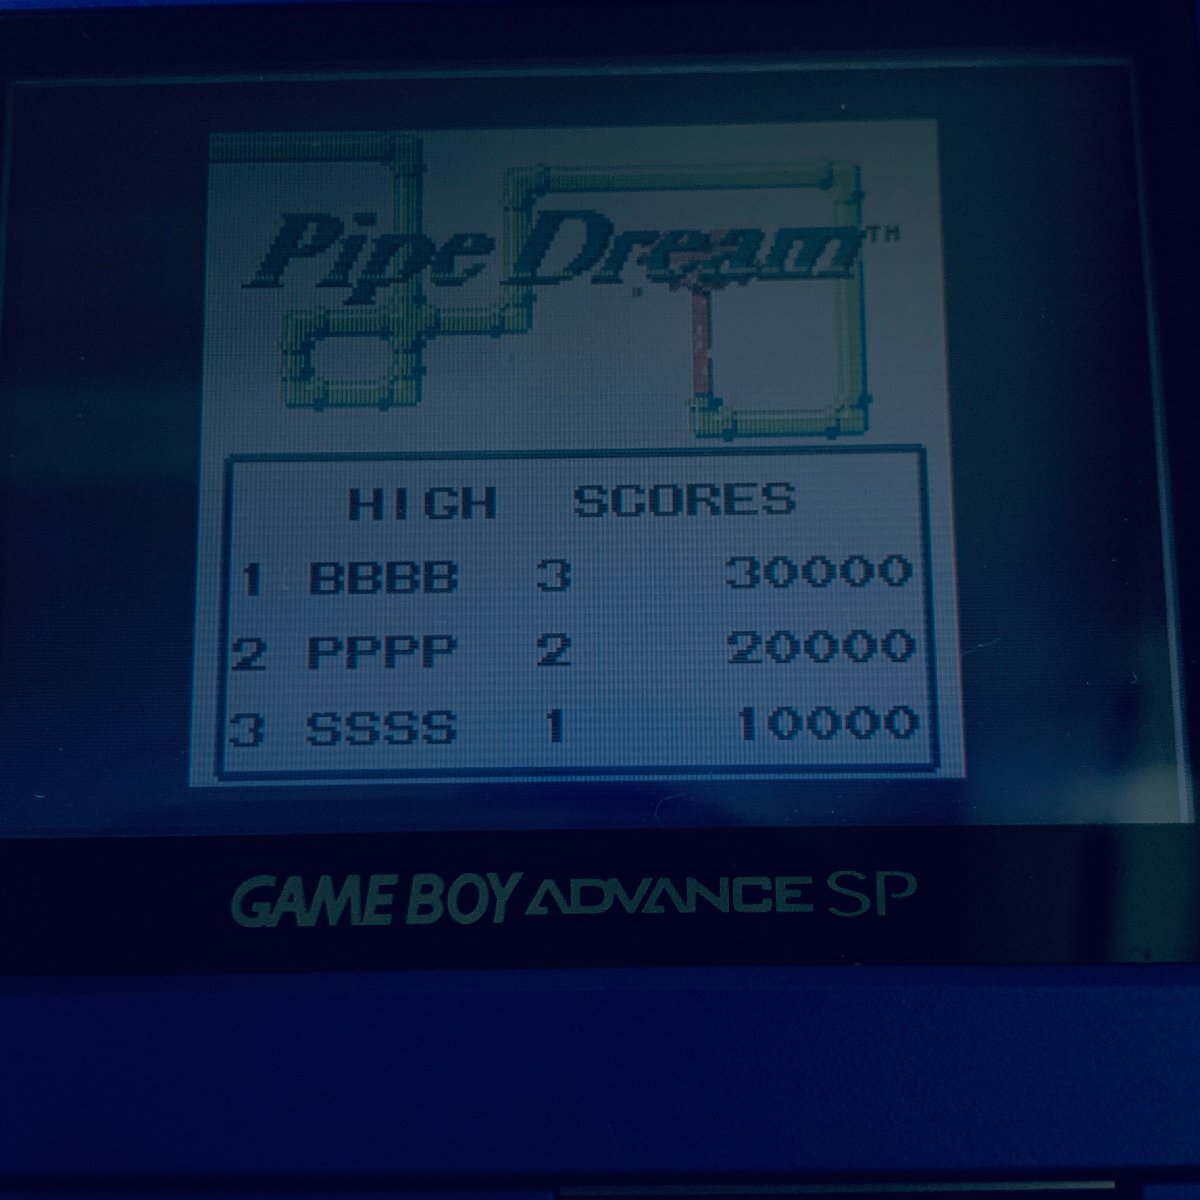 Pipe Dream™
HIGH SCORES
1 BBBB 3 30000
2 PPPP 2 20000
3 SSSS 1 10000
GAME BOY ADVANCE SP